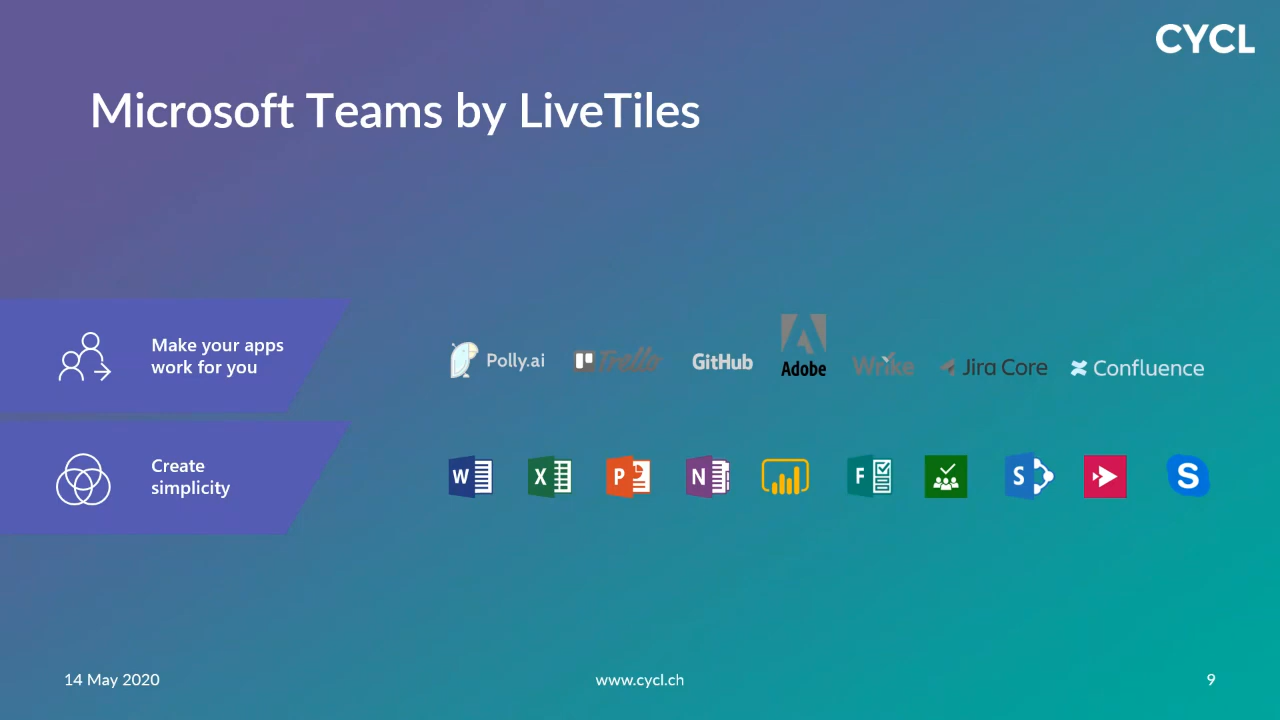 CYCL
Microsoft Teams by LiveTiles
Make your apps
work for you
Polly.ai
Trello
GitHub
Adobe
Wrike
Jira Core
Confluence
Create
simplicity
W
X
P
N
F
S
S
14 May 2020
www.cycl.ch
9